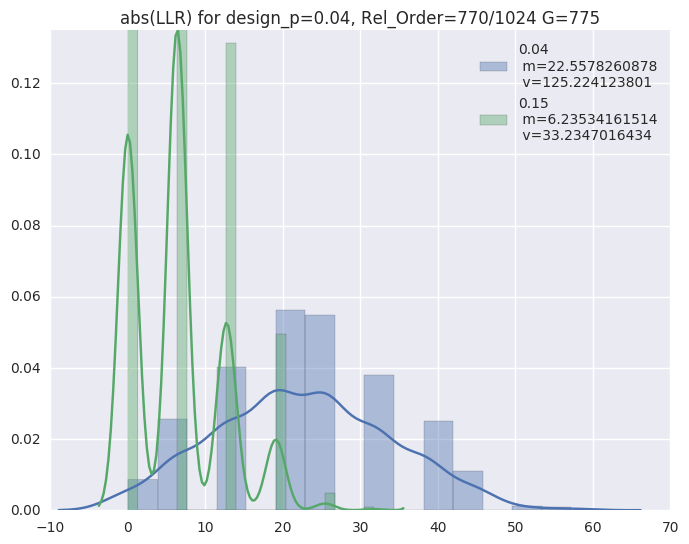 abs(LLR) for design_p=0.04, Rel_Order=770/1024 G=775
0.04
m=22.5578260878
v=125.224123801
0.15
m=6.23534161514
v=33.2347016434
0.12
0.10
0.08
0.06
0.04
0.02
0.00
-10 0 10 20 30 40 50 60 70